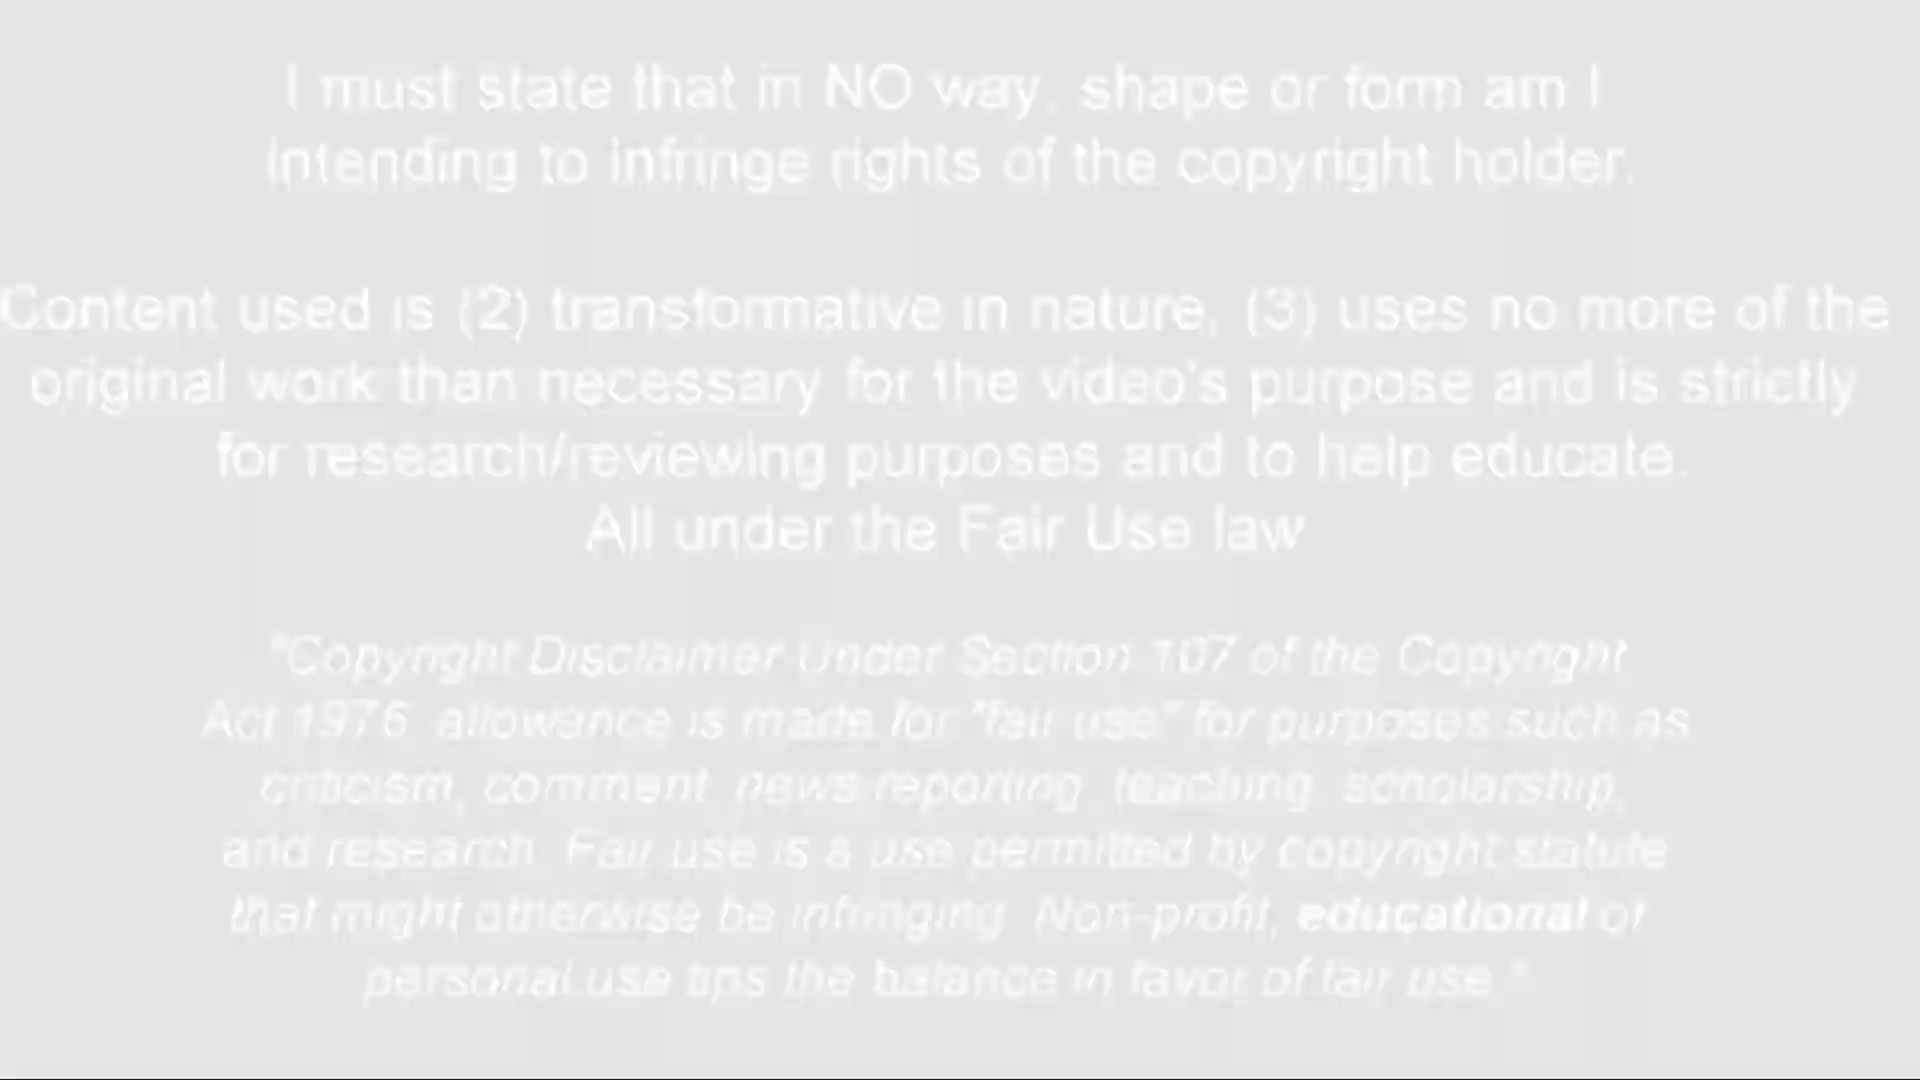 I must state that in NO way, shape or form am I
intending to infringe rights of the copyright holder.
Content used is (2) transformative in nature, (3) uses no more of the
original work than necessary for the video's purpose and is strictly
for research/reviewing purposes and to help educate.
All under the Fair Use law
"Copyright Disclaimer Under Section 107 of the Copyright
Act 1976 allowance is made for "fair use" for purposes such as
criticism, comment news reporting teaching scholarship,
and research Fair use is a use permitted by copyright statute
that might otherwise be infringing Non-profit, educational or
personal use tips the balance in favor of fair use."